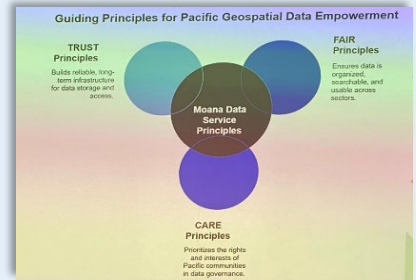 Guiding Principles for Pacific Geospatial Data Empowerment
TRUST
Principles
Builds reliable, long-
term infrastructure
for data storage and
access.
FAIR
Principles
Ensures data is
organized,
searchable, and
usable across
sectors.
Moana Data
Service
Principles
CARE
Principles
Prioritizes the rights
and interests of
Pacific communities
in data governance.